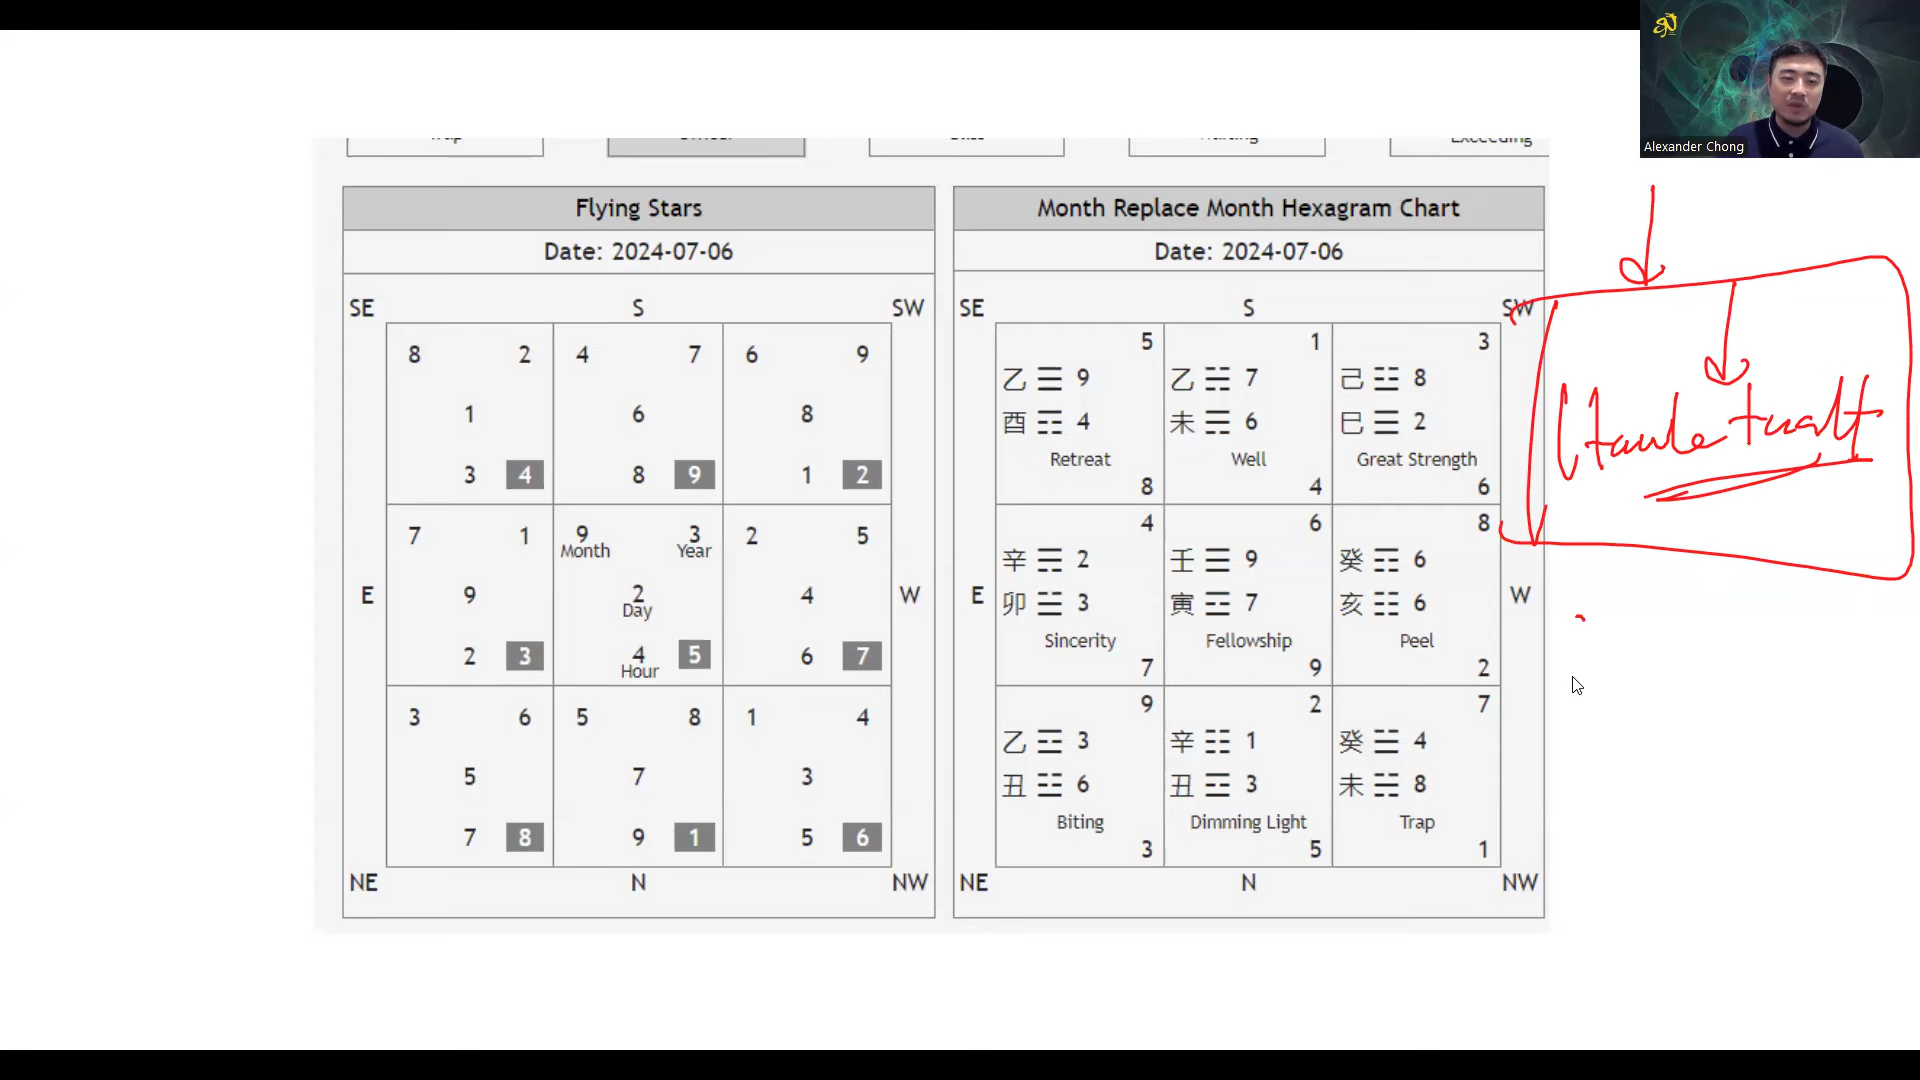 Alexander Chong
Exceeding
Flying Stars
Date: 2024-07-06
SE S SW
8 2 4 7 6 9
1 6 8
3 4 8 9 1 2
7 1 9 3 2 5
Month Year
E 9 2 4 W
Day
2 3 4 5 6 7
Hour
3 6 5 8 1 4
5 7 3
7 8 9 1 5 6
NE N NW
Month Replace Month Hexagram Chart
Date: 2024-07-06
SE S SW
5 1 3
乙 ☰ 9 乙 ☵ 7 己 ☳ 8
酉 ☶ 4 未 ☴ 6 巳 ☰ 2
Retreat Well Great Strength
8 4 6
4 6 8
辛 ☴ 2 壬 ☰ 9 癸 ☶ 6
E W
卯 ☱ 3 寅 ☲ 7 亥 ☷ 6
Sincerity Fellowship Peel
7 9 2
9 2 7
乙 ☲ 3 辛 ☷ 1 癸 ☱ 4
丑 ☳ 6 丑 ☲ 3 未 ☵ 8
Biting Dimming Light Trap
3 5 1
NE N NW